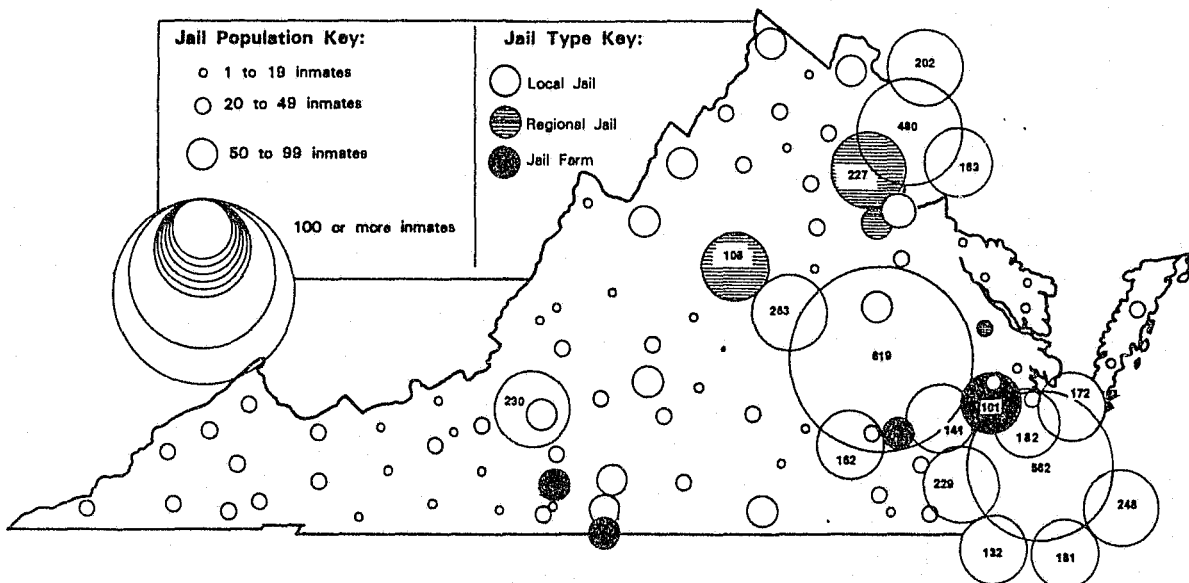 Jail Population Key:
1 to 19 inmates
20 to 49 inmates
50 to 99 inmates
100 or more inmates
Jail Type Key:
Local Jail
Regional Jail
Jail Farm
202
480
163
227
108
263
819
230
141
101
172
182
162
562
229
248
132
181